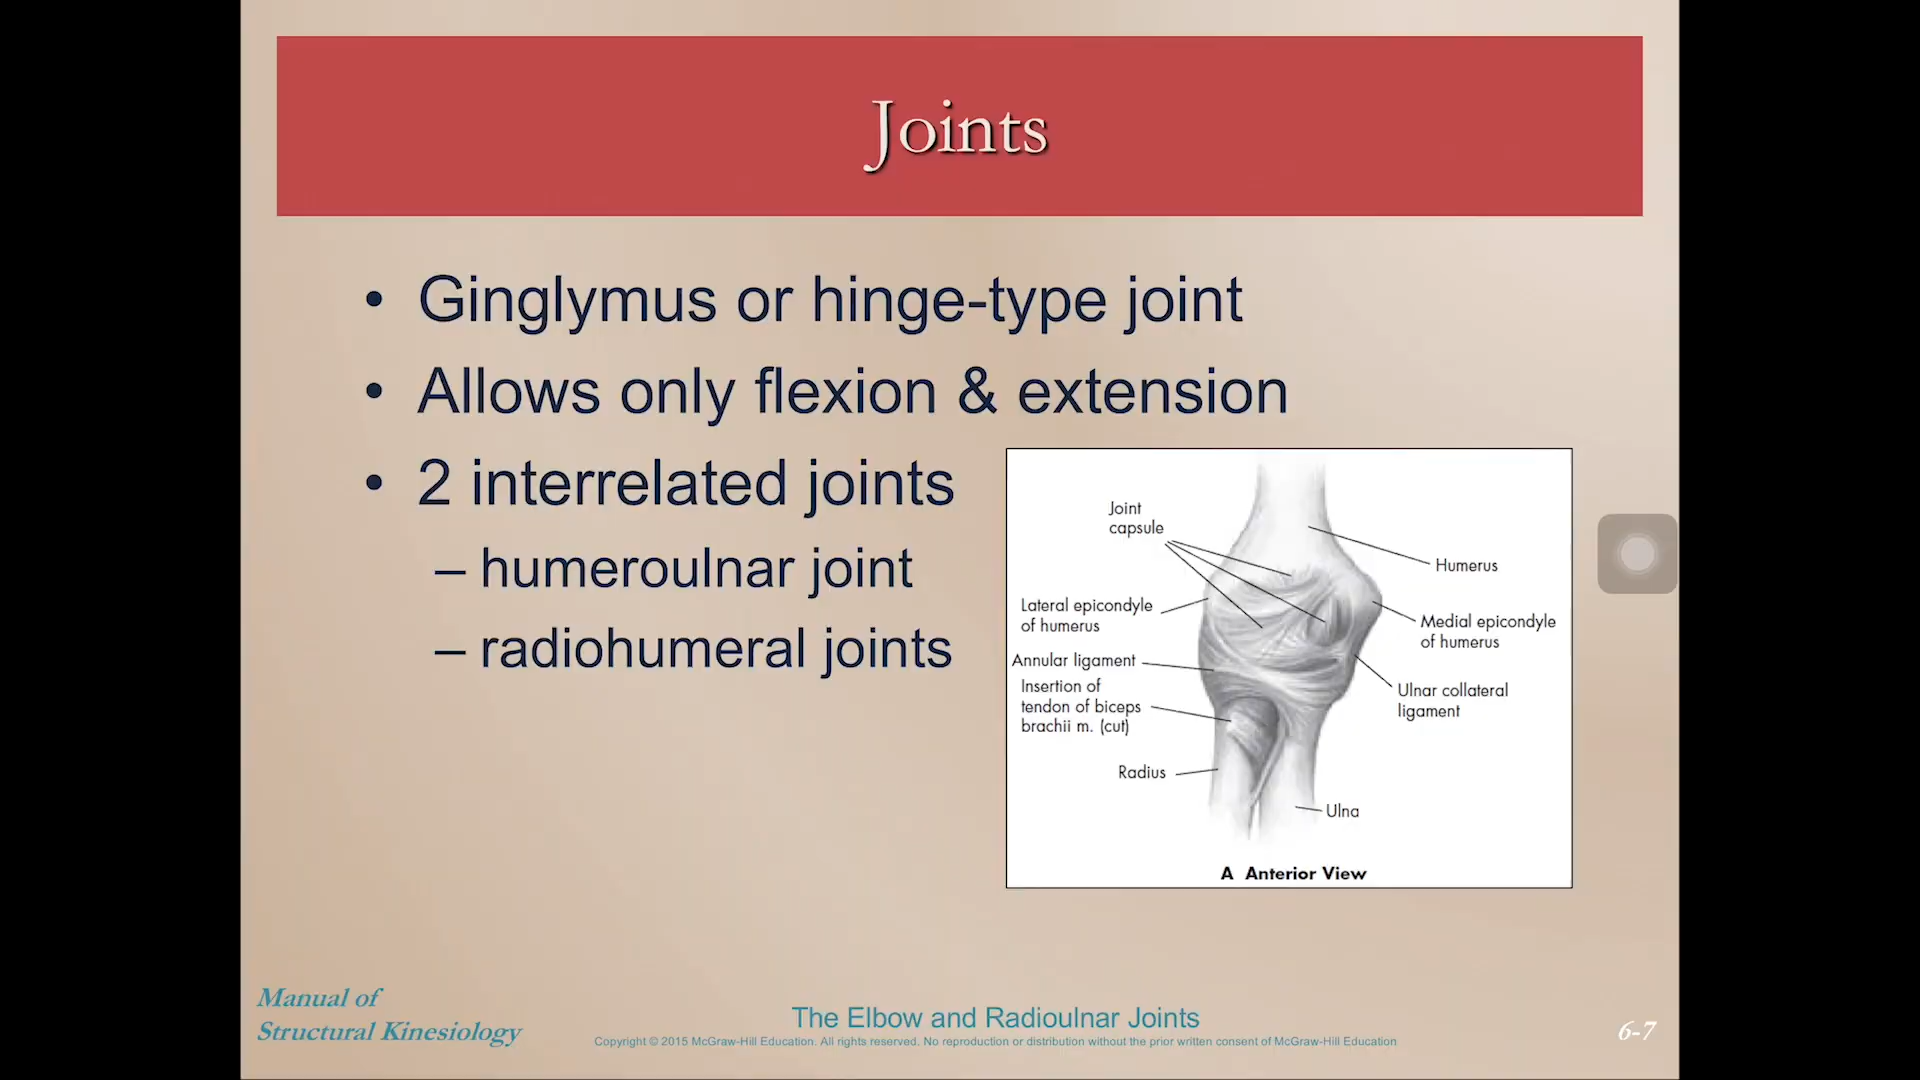 Joints
• Ginglymus or hinge-type joint
• Allows only flexion & extension
• 2 interrelated joints
– humeroulnar joint
– radiohumeral joints
Joint
capsule
Humerus
Lateral epicondyle
of humerus
Medial epicondyle
of humerus
Annular ligament
Insertion of
tendon of biceps
brachii m. (cut)
Ulnar collateral
ligament
Radius
Ulna
A Anterior View
Manual of
Structural Kinesiology
The Elbow and Radioulnar Joints
Copyright © 2015 McGraw-Hill Education. All rights reserved. No reproduction or distribution without the prior written consent of McGraw-Hill Education
6-7